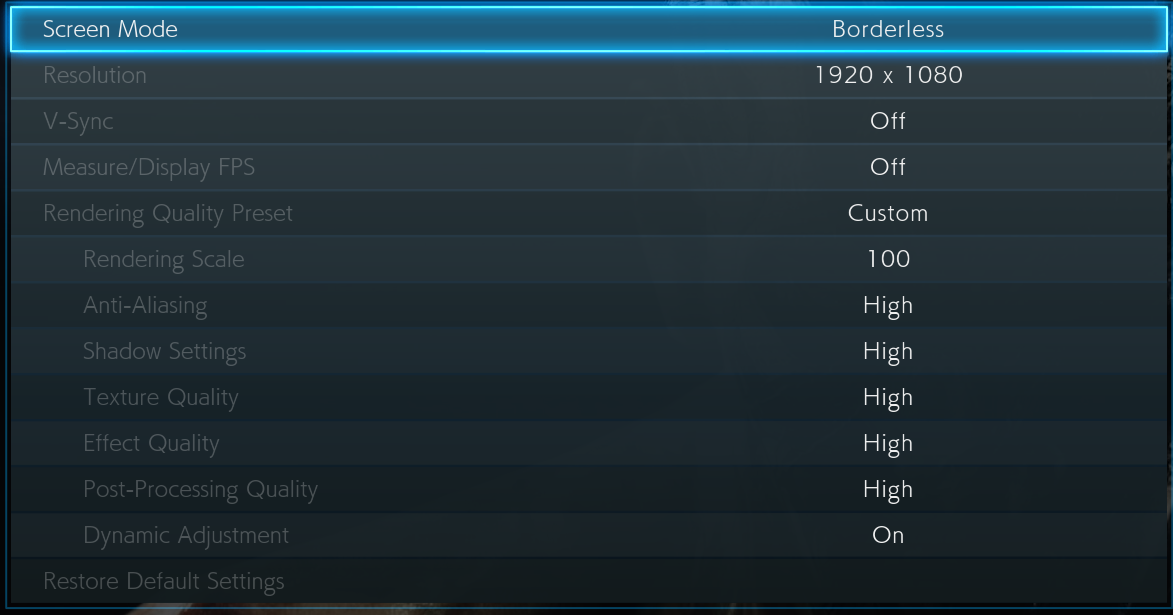 Screen Mode Borderless
Resolution 1920 x 1080
V-Sync Off
Measure/Display FPS Off
Rendering Quality Preset Custom
Rendering Scale 100
Anti-Aliasing High
Shadow Settings High
Texture Quality High
Effect Quality High
Post-Processing Quality High
Dynamic Adjustment On
Restore Default Settings